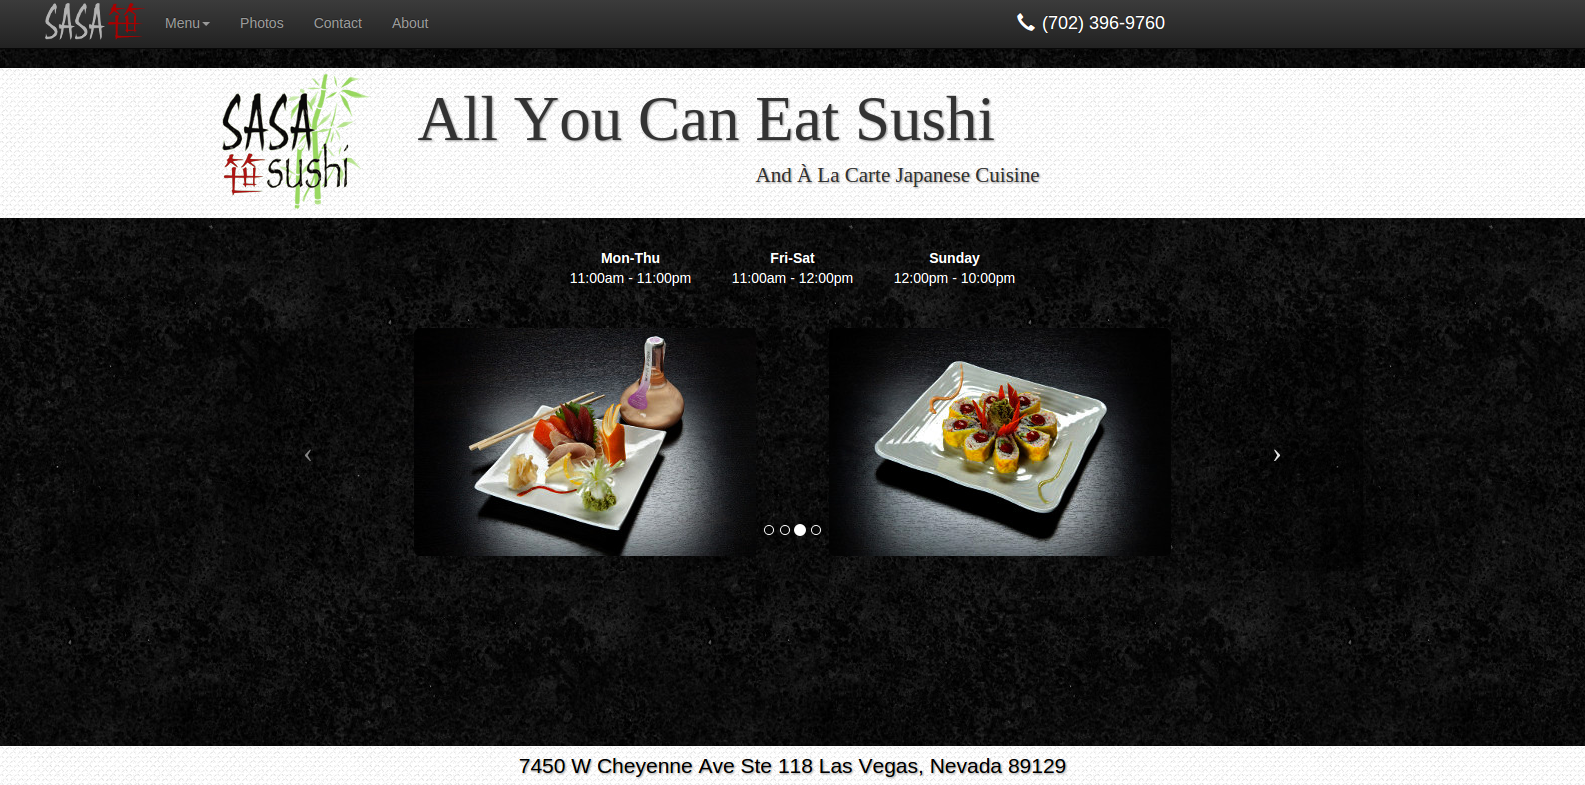 SASA 笹
Menu
Photos
Contact
About
(702) 396-9760
SASA
笹 sushi
All You Can Eat Sushi
And À La Carte Japanese Cuisine
Mon-Thu
11:00am - 11:00pm
Fri-Sat
11:00am - 12:00pm
Sunday
12:00pm - 10:00pm
7450 W Cheyenne Ave Ste 118 Las Vegas, Nevada 89129